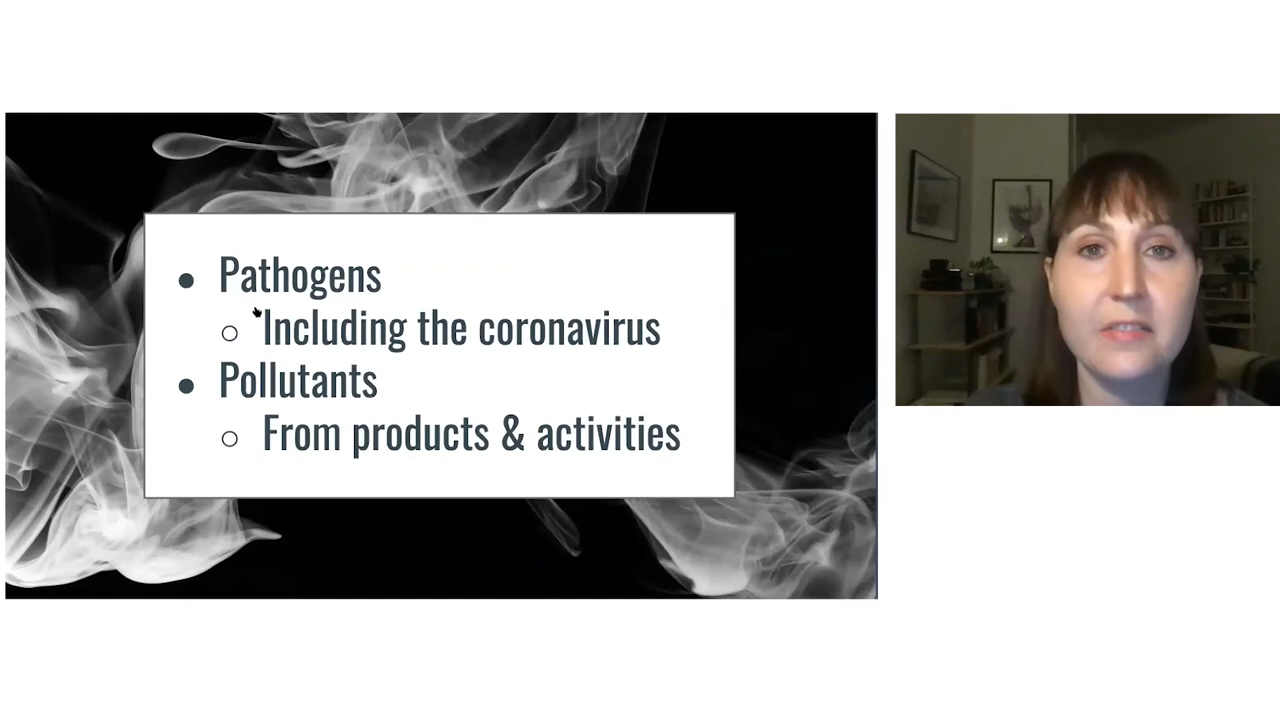 Pathogens
Including the coronavirus
Pollutants
From products & activities